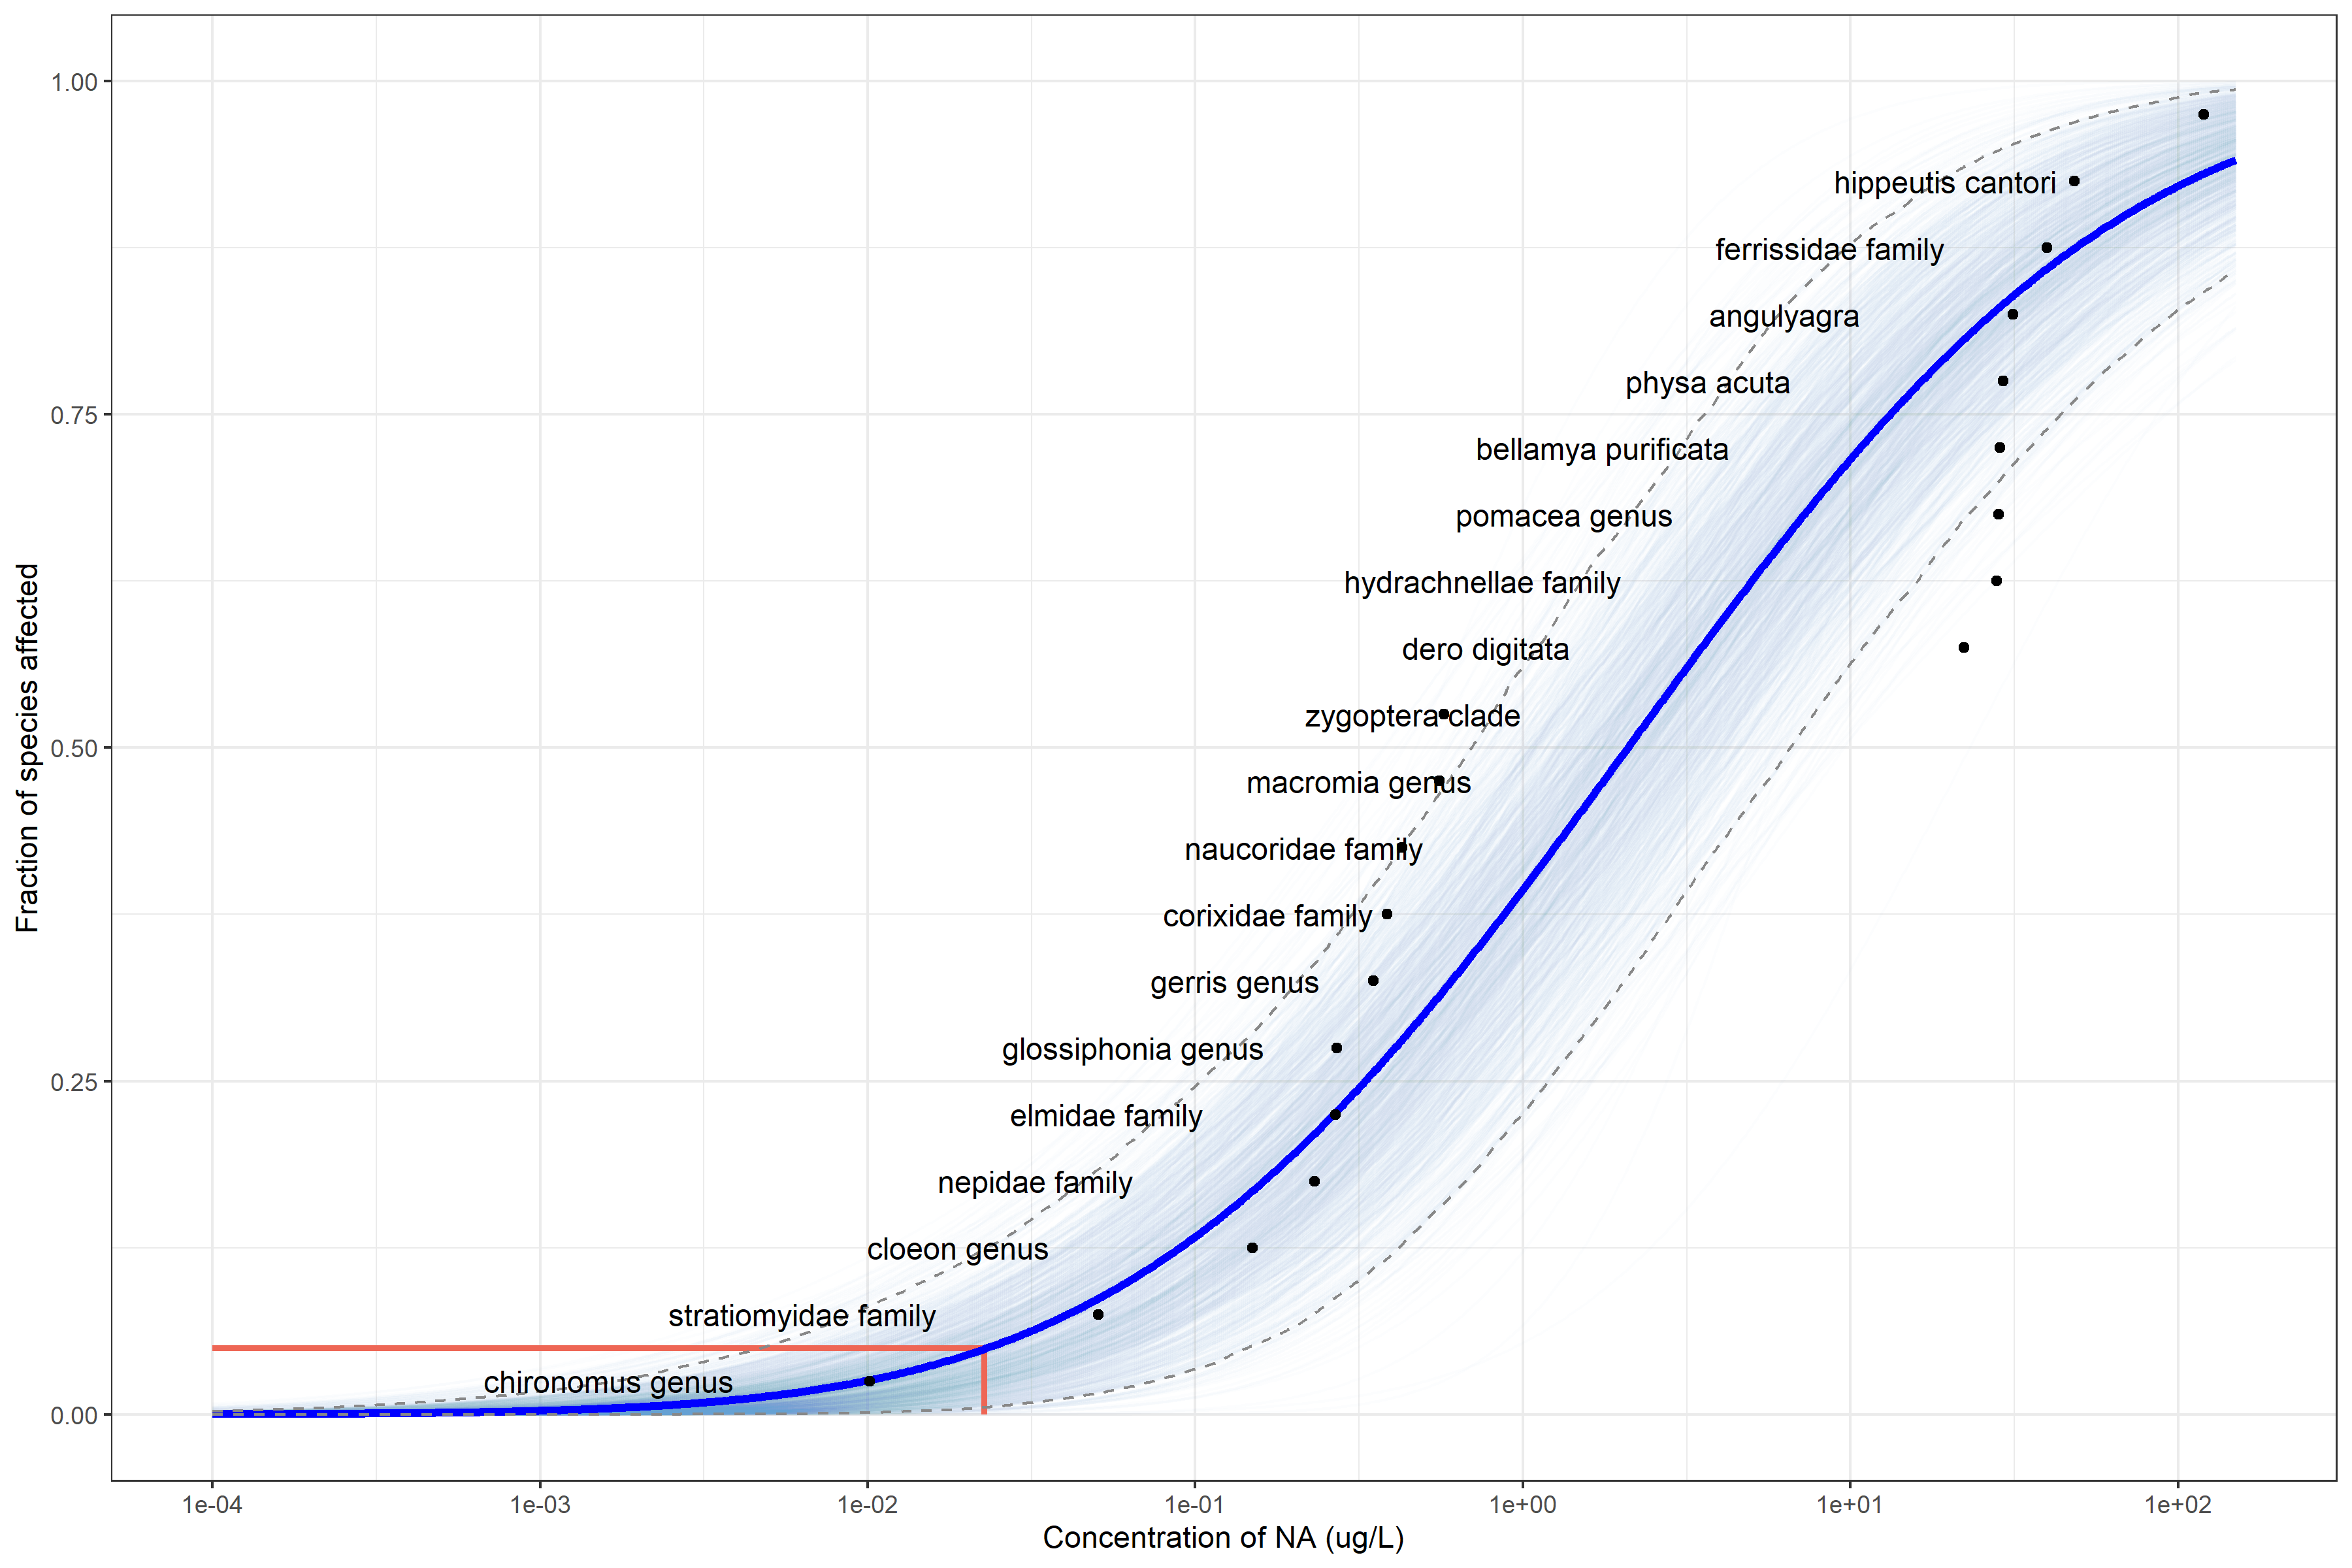 1.00
0.75
0.50
0.25
0.00
Fraction of species affected
hippeutis cantori
ferrissidae family
angulyagra
physa acuta
bellamya purificata
pomacea genus
hydrachnellae family
dero digitata
zygoptera clade
macromia genus
naucoridae family
corixidae family
gerris genus
glossiphonia genus
elmidae family
nepidae family
cloeon genus
stratiomyidae family
chironomus genus
1e-04
1e-03
1e-02
1e-01
1e+00
1e+01
1e+02
Concentration of NA (ug/L)